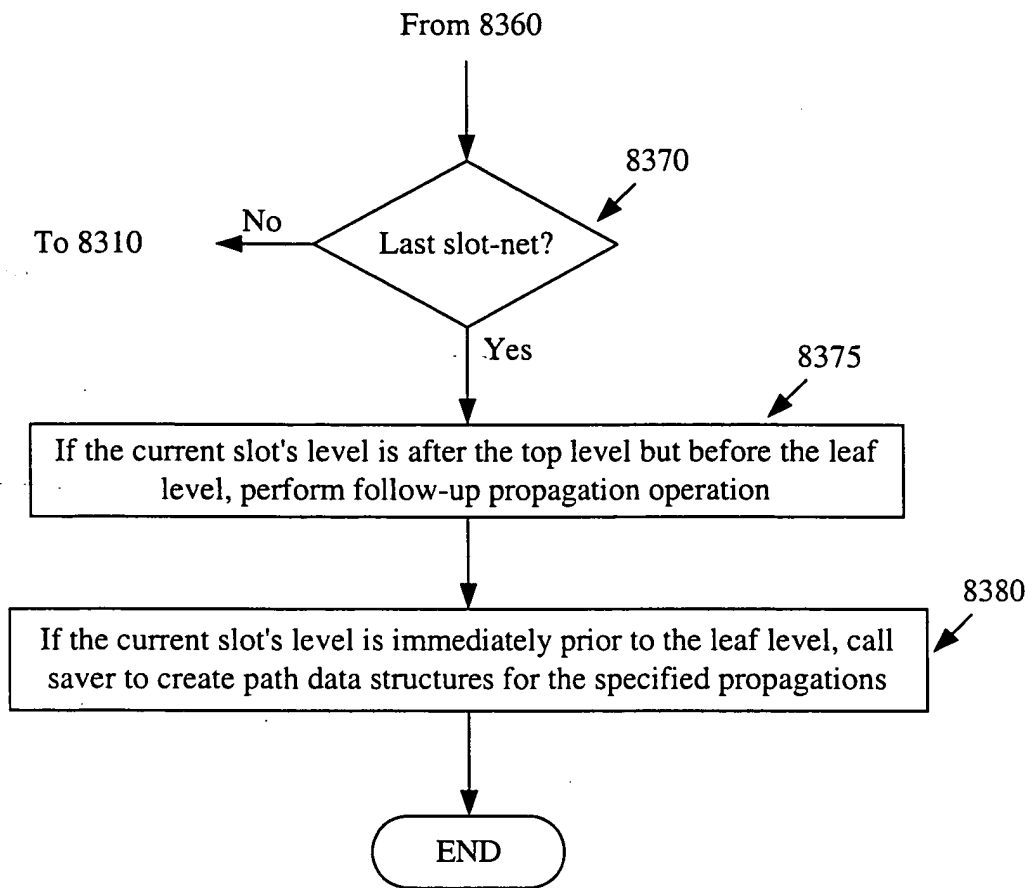 From 8360
8370
No
To 8310
Last slot-net?
Yes
8375
If the current slot's level is after the top level but before the leaf
level, perform follow-up propagation operation
8380
If the current slot's level is immediately prior to the leaf level, call
saver to create path data structures for the specified propagations
END